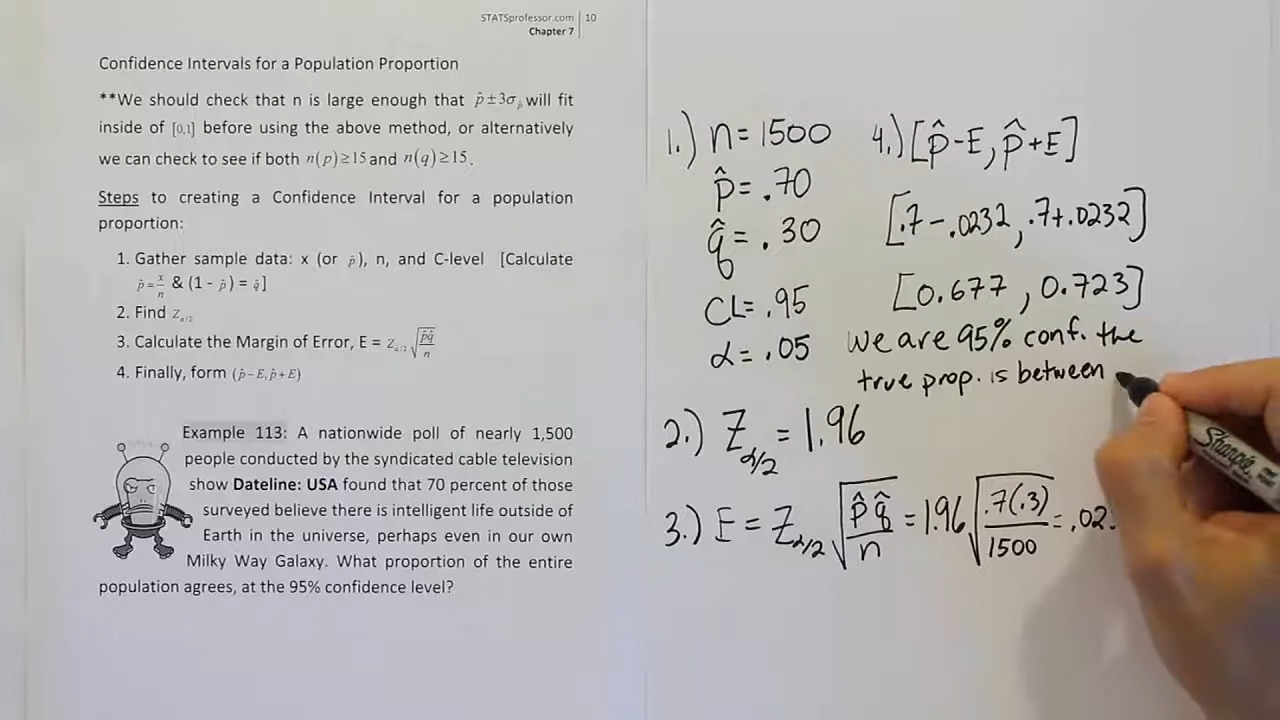 STATSprofessor.com 10
Chapter 7
Confidence Intervals for a Population Proportion
**We should check that n is large enough that p̂±3σp̂ will fit
inside of [0,1] before using the above method, or alternatively
we can check to see if both n(p)≥15 and n(q)≥15.
Steps to creating a Confidence Interval for a population
proportion:
1. Gather sample data: x (or p̂), n, and C-level [Calculate
p̂=x/n & (1 - p̂) = q̂]
2. Find Zα/2
3. Calculate the Margin of Error, E = Zα/2 √(p̂q̂/n)
4. Finally, form (p̂-E, p̂+E)
Example 113: A nationwide poll of nearly 1,500
people conducted by the syndicated cable television
show Dateline: USA found that 70 percent of those
surveyed believe there is intelligent life outside of
Earth in the universe, perhaps even in our own
Milky Way Galaxy. What proportion of the entire
population agrees, at the 95% confidence level?
1.) n = 1500
p̂ = .70
q̂ = .30
CL = .95
α = .05
2.) Zα/2 = 1.96
3.) E = Zα/2 √(p̂ q̂/n) = 1.96 √(.7(.3)/1500) = .02
4.) [p̂-E, p̂+E]
[.7-.0232, .7+.0232]
[0.677, 0.723]
we are 95% conf. the
true prop. is between
Sharpie